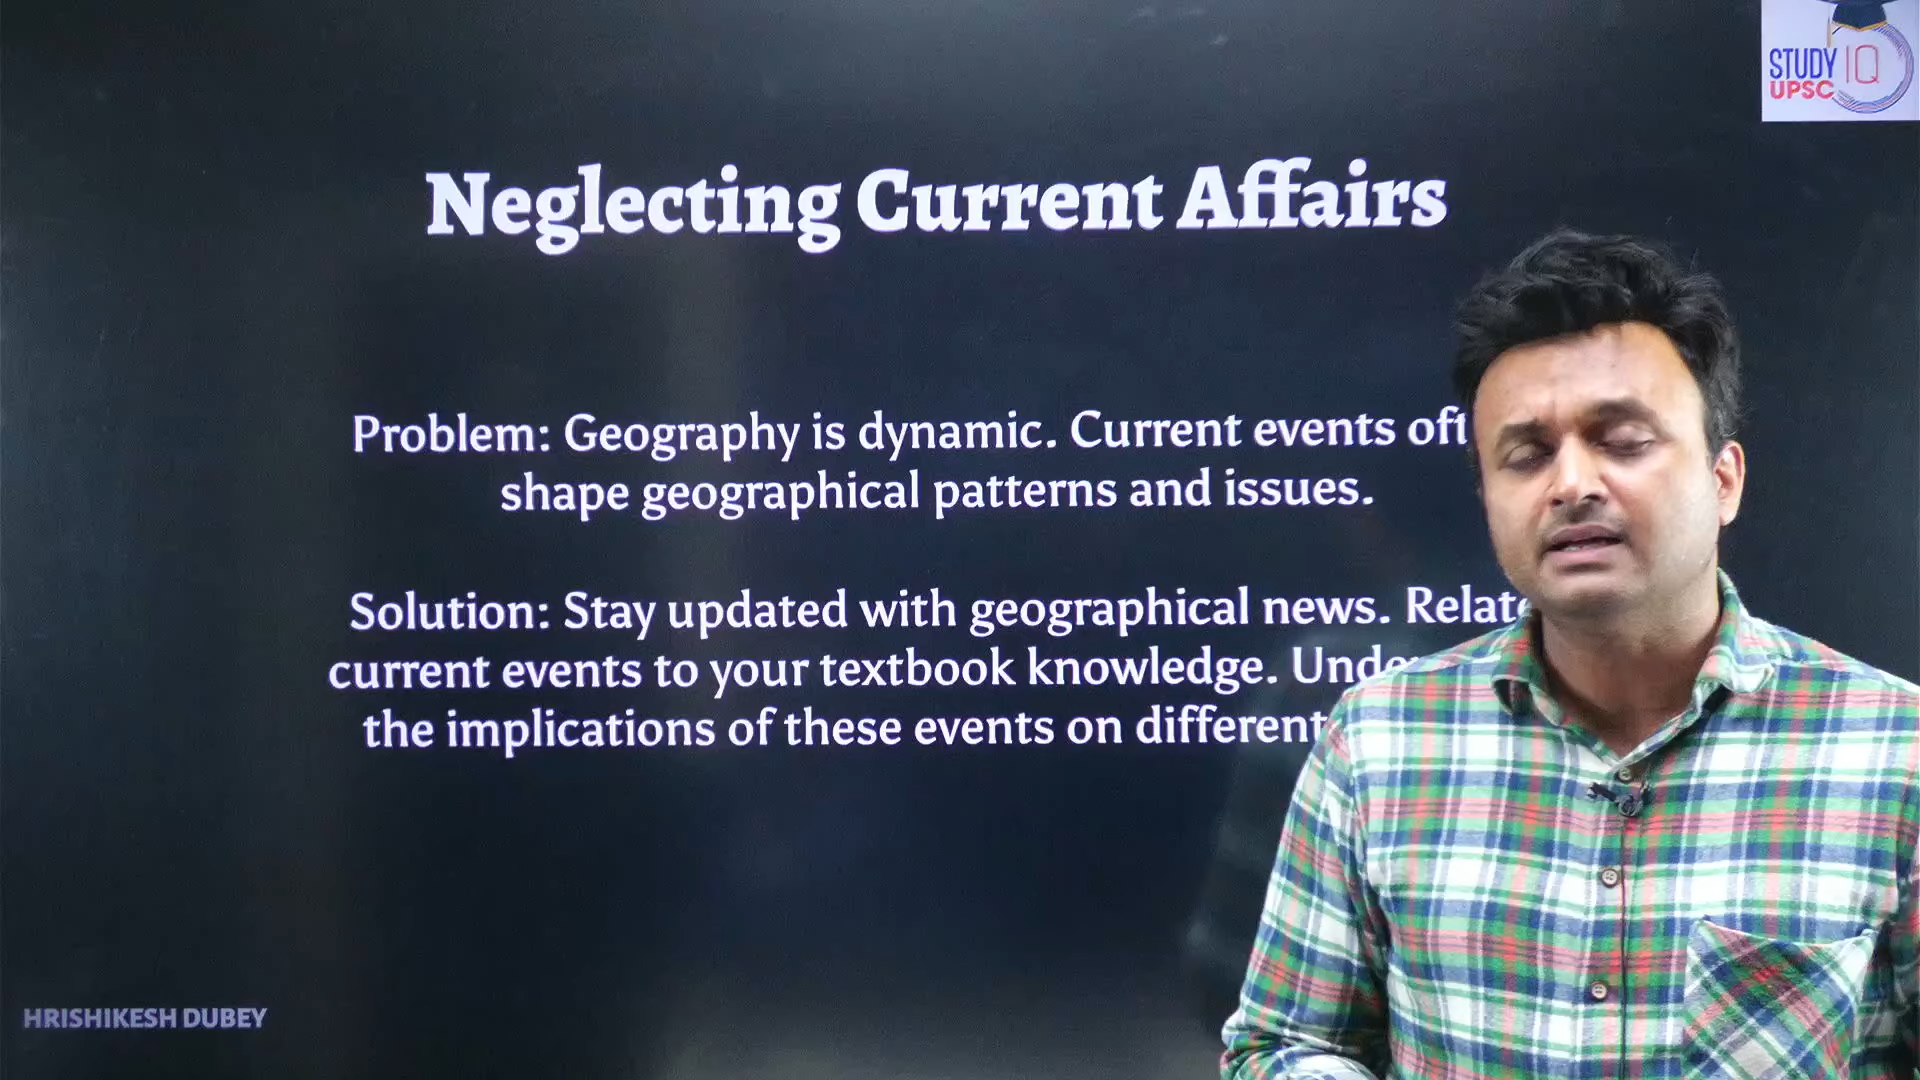 STUDY IQ
UPSC
Neglecting Current Affairs
Problem: Geography is dynamic. Current events
shape geographical patterns and issues.
Solution: Stay updated with geographical news. Relate
current events to your textbook knowledge.
the implications of these events on different
HRISHIKESH DUBEY